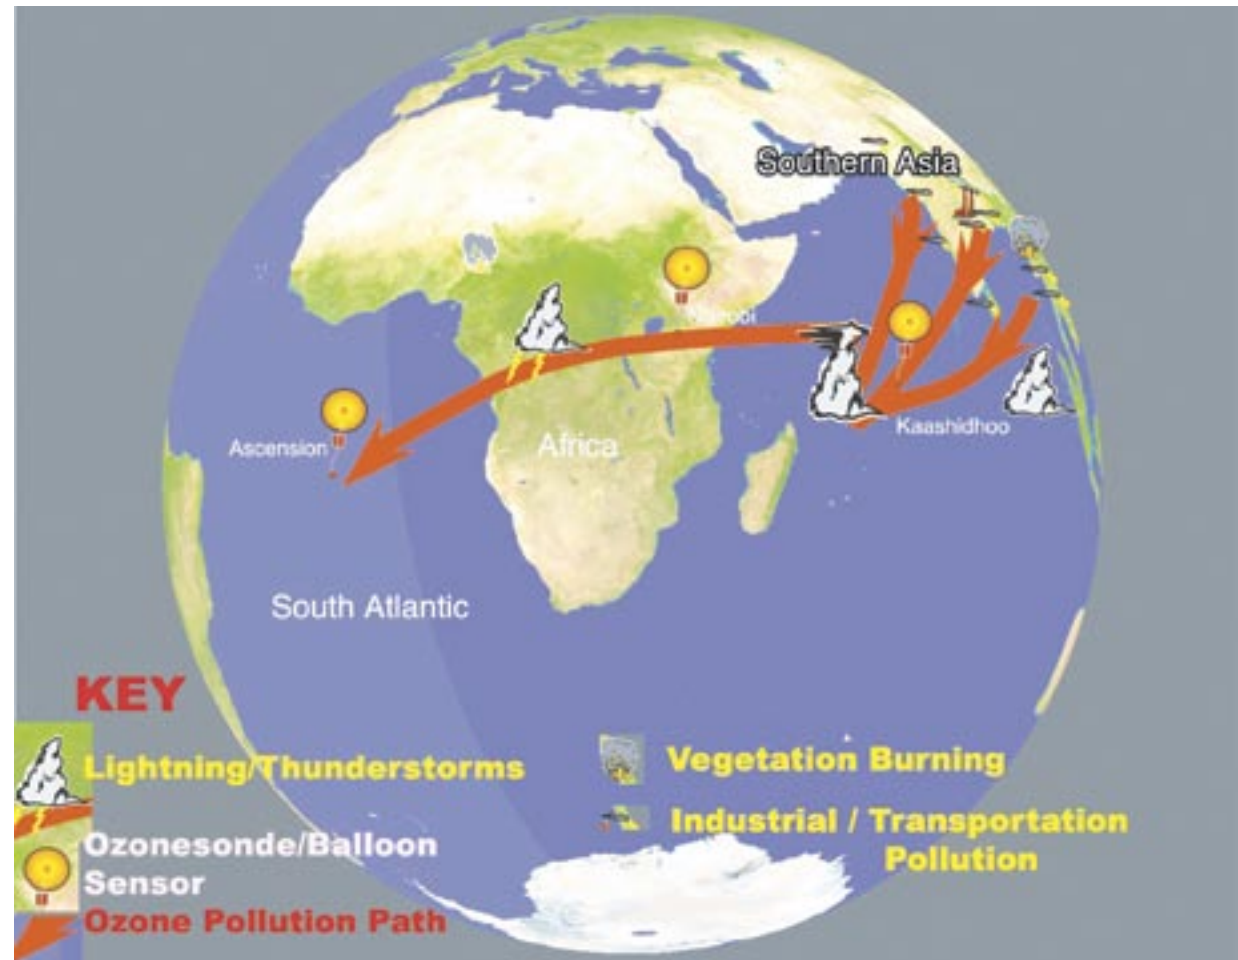 Southern Asia
Nairobi
Ascension
Africa
Kaashidhoo
South Atlantic
KEY
Lightning/Thunderstorms
Ozonesonde/Balloon
Sensor
Ozone Pollution Path
Vegetation Burning
Industrial / Transportation
Pollution